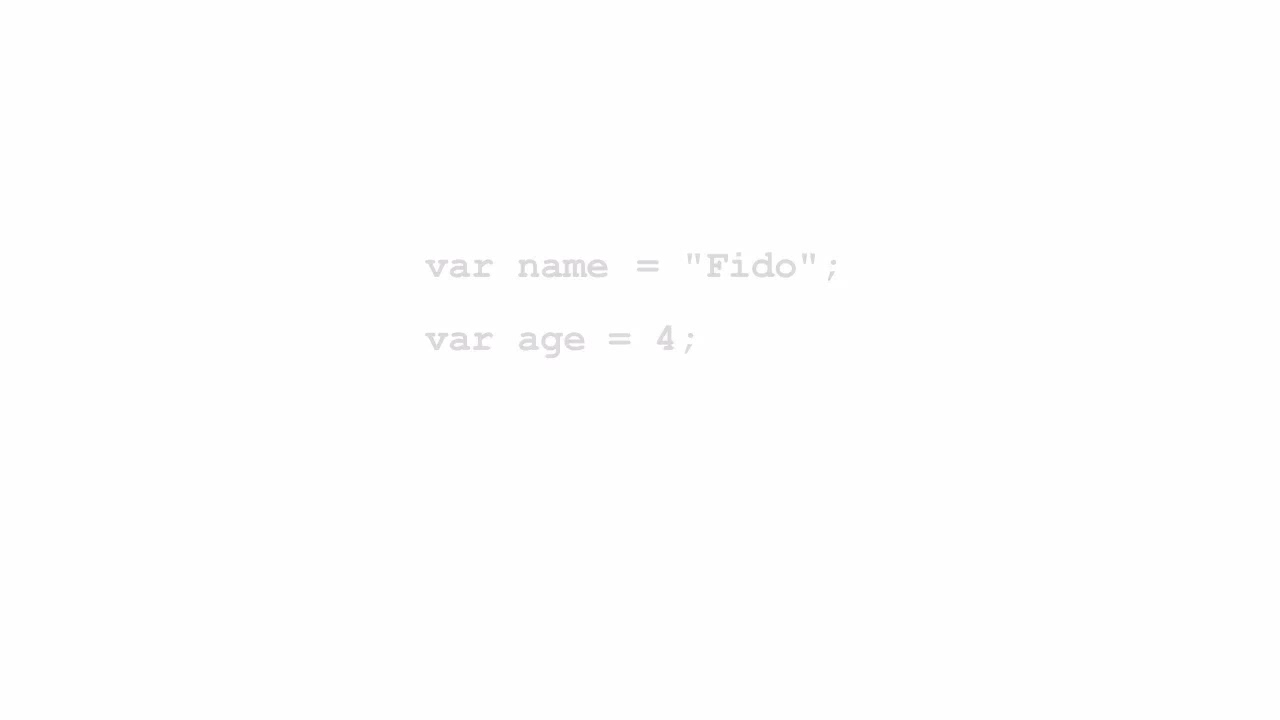 var name = "Fido";
var age = 4;